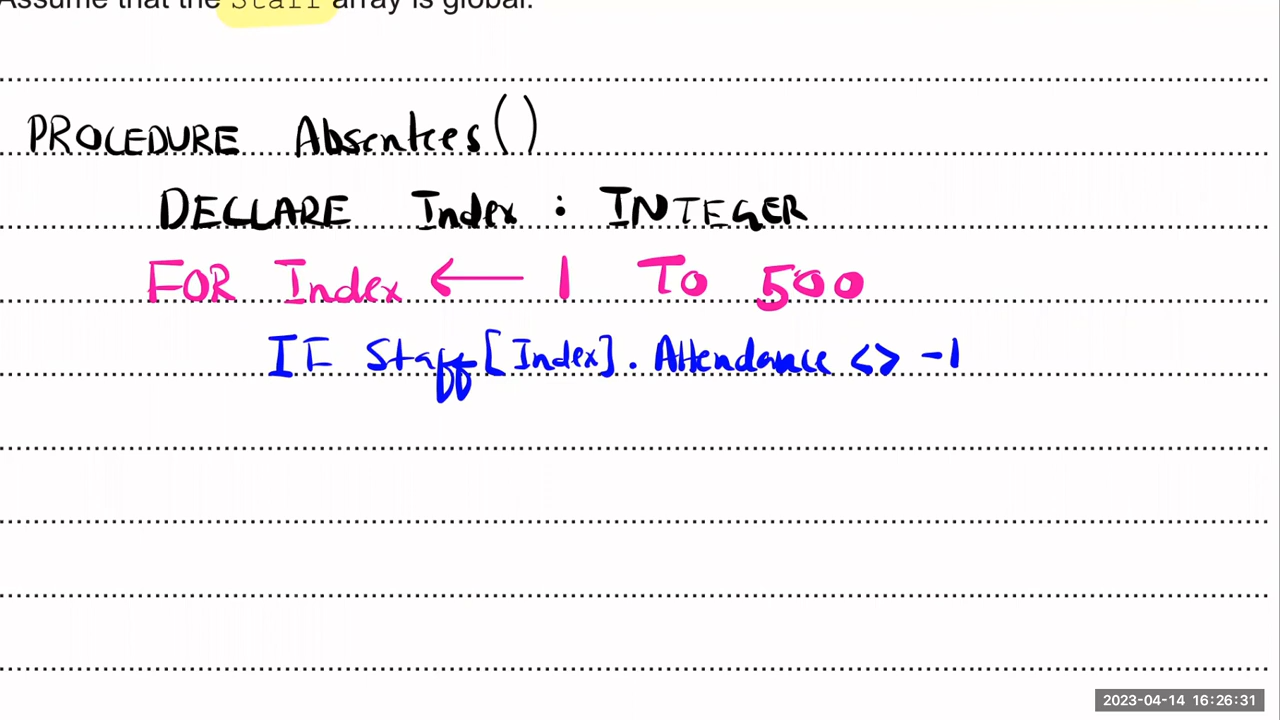 Assume that the Staff array is global.
PROCEDURE Absentees()
DECLARE Index : INTEGER
FOR Index ← 1 TO 500
IF Staff[Index].Attendance <> -1
2023-04-14 16:26:31